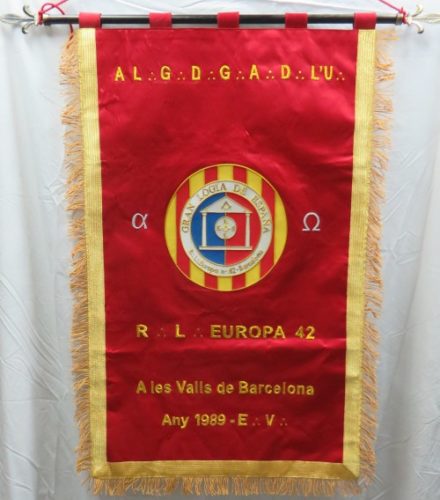 A L∴ G∴ D∴ G∴ A∴ D∴ L'U∴
GRAN LOGIA DE ESPAÑA
α Ω
R∴ L∴ EUROPA 42
A les Valls de Barcelona
Any 1989 - E∴ V∴